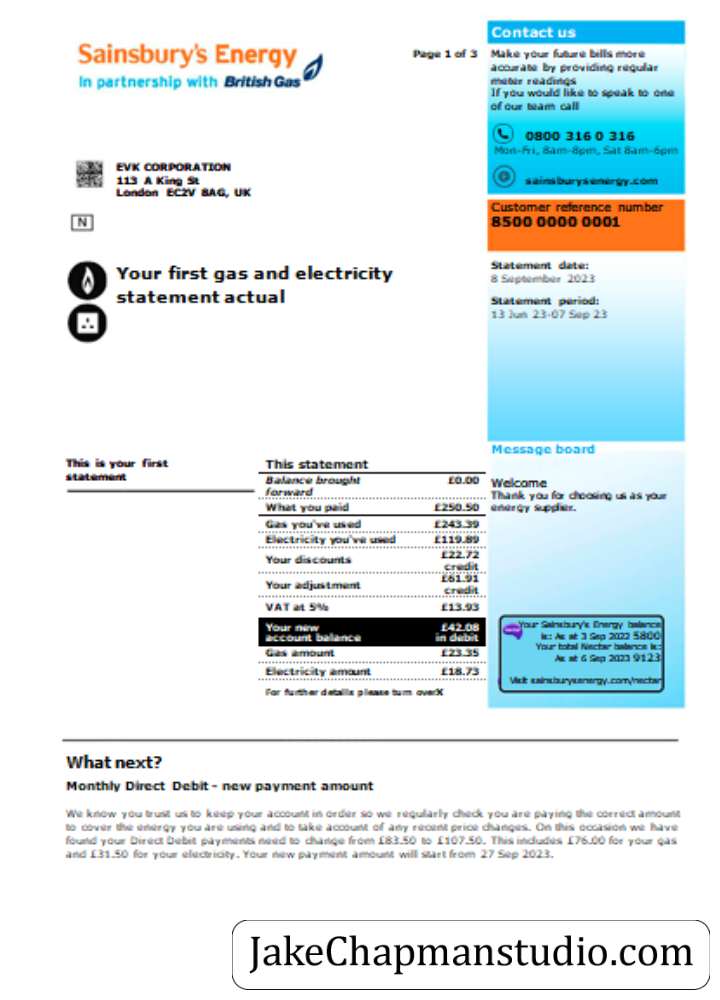 Sainsbury's Energy
In partnership with British Gas
Page 1 of 3
Contact us
Make your future bills more
accurate by providing regular
meter readings
If you would like to speak to one
of our team call
0800 316 0 316
Mon-Fri, 8am-8pm, Sat 8am-6pm
sainsburysenergy.com
EVK CORPORATION
113 A King St
London EC2V 8AG, UK
N
Customer reference number
8500 0000 0001
Your first gas and electricity
statement actual
Statement date:
8 September 2023
Statement period:
13 Jun 23-07 Sep 23
This is your first
statement
This statement
Balance brought
forward £0.00
What you paid £250.50
Gas you've used £243.39
Electricity you've used £119.89
Your discounts £22.72
credit
Your adjustment £61.91
credit
VAT at 5% £13.93
Your new £42.08
account balance in debit
Gas amount £23.35
Electricity amount £18.73
For further details please turn overX
Message board
Welcome
Thank you for choosing us as your
energy supplier.
Your Sainsbury's Energy balance
is: As at 3 Sep 2022 5800
Your total Nectar balance is:
As at 6 Sep 2023 9123
Visit sainsburysenergy.com/nectar
What next?
Monthly Direct Debit - new payment amount
We know you trust us to keep your account in order so we regularly check you are paying the correct amount
to cover the energy you are using and to take account of any recent price changes. On this occasion we have
found your Direct Debit payments need to change from £83.50 to £107.50. This includes £76.00 for your gas
and £31.50 for your electricity. Your new payment amount will start from 27 Sep 2023.
JakeChapmanstudio.com